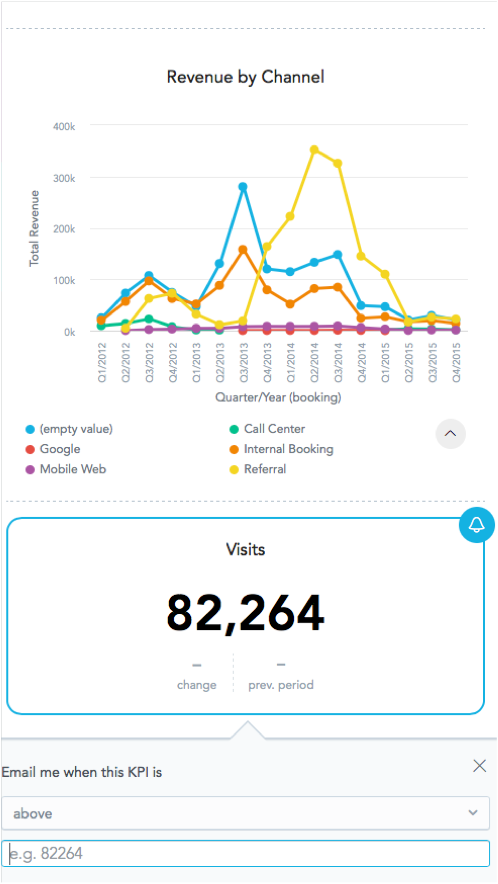 Revenue by Channel
400k
300k
200k
100k
0k
Total Revenue
Q1/2012 Q2/2012 Q3/2012 Q4/2012 Q1/2013 Q2/2013 Q3/2013 Q4/2013 Q1/2014 Q2/2014 Q3/2014 Q4/2014 Q1/2015 Q2/2015 Q3/2015 Q4/2015
Quarter/Year (booking)
(empty value) Call Center
Google Internal Booking
Mobile Web Referral
Visits
82,264
– –
change prev. period
Email me when this KPI is
above
e.g. 82264